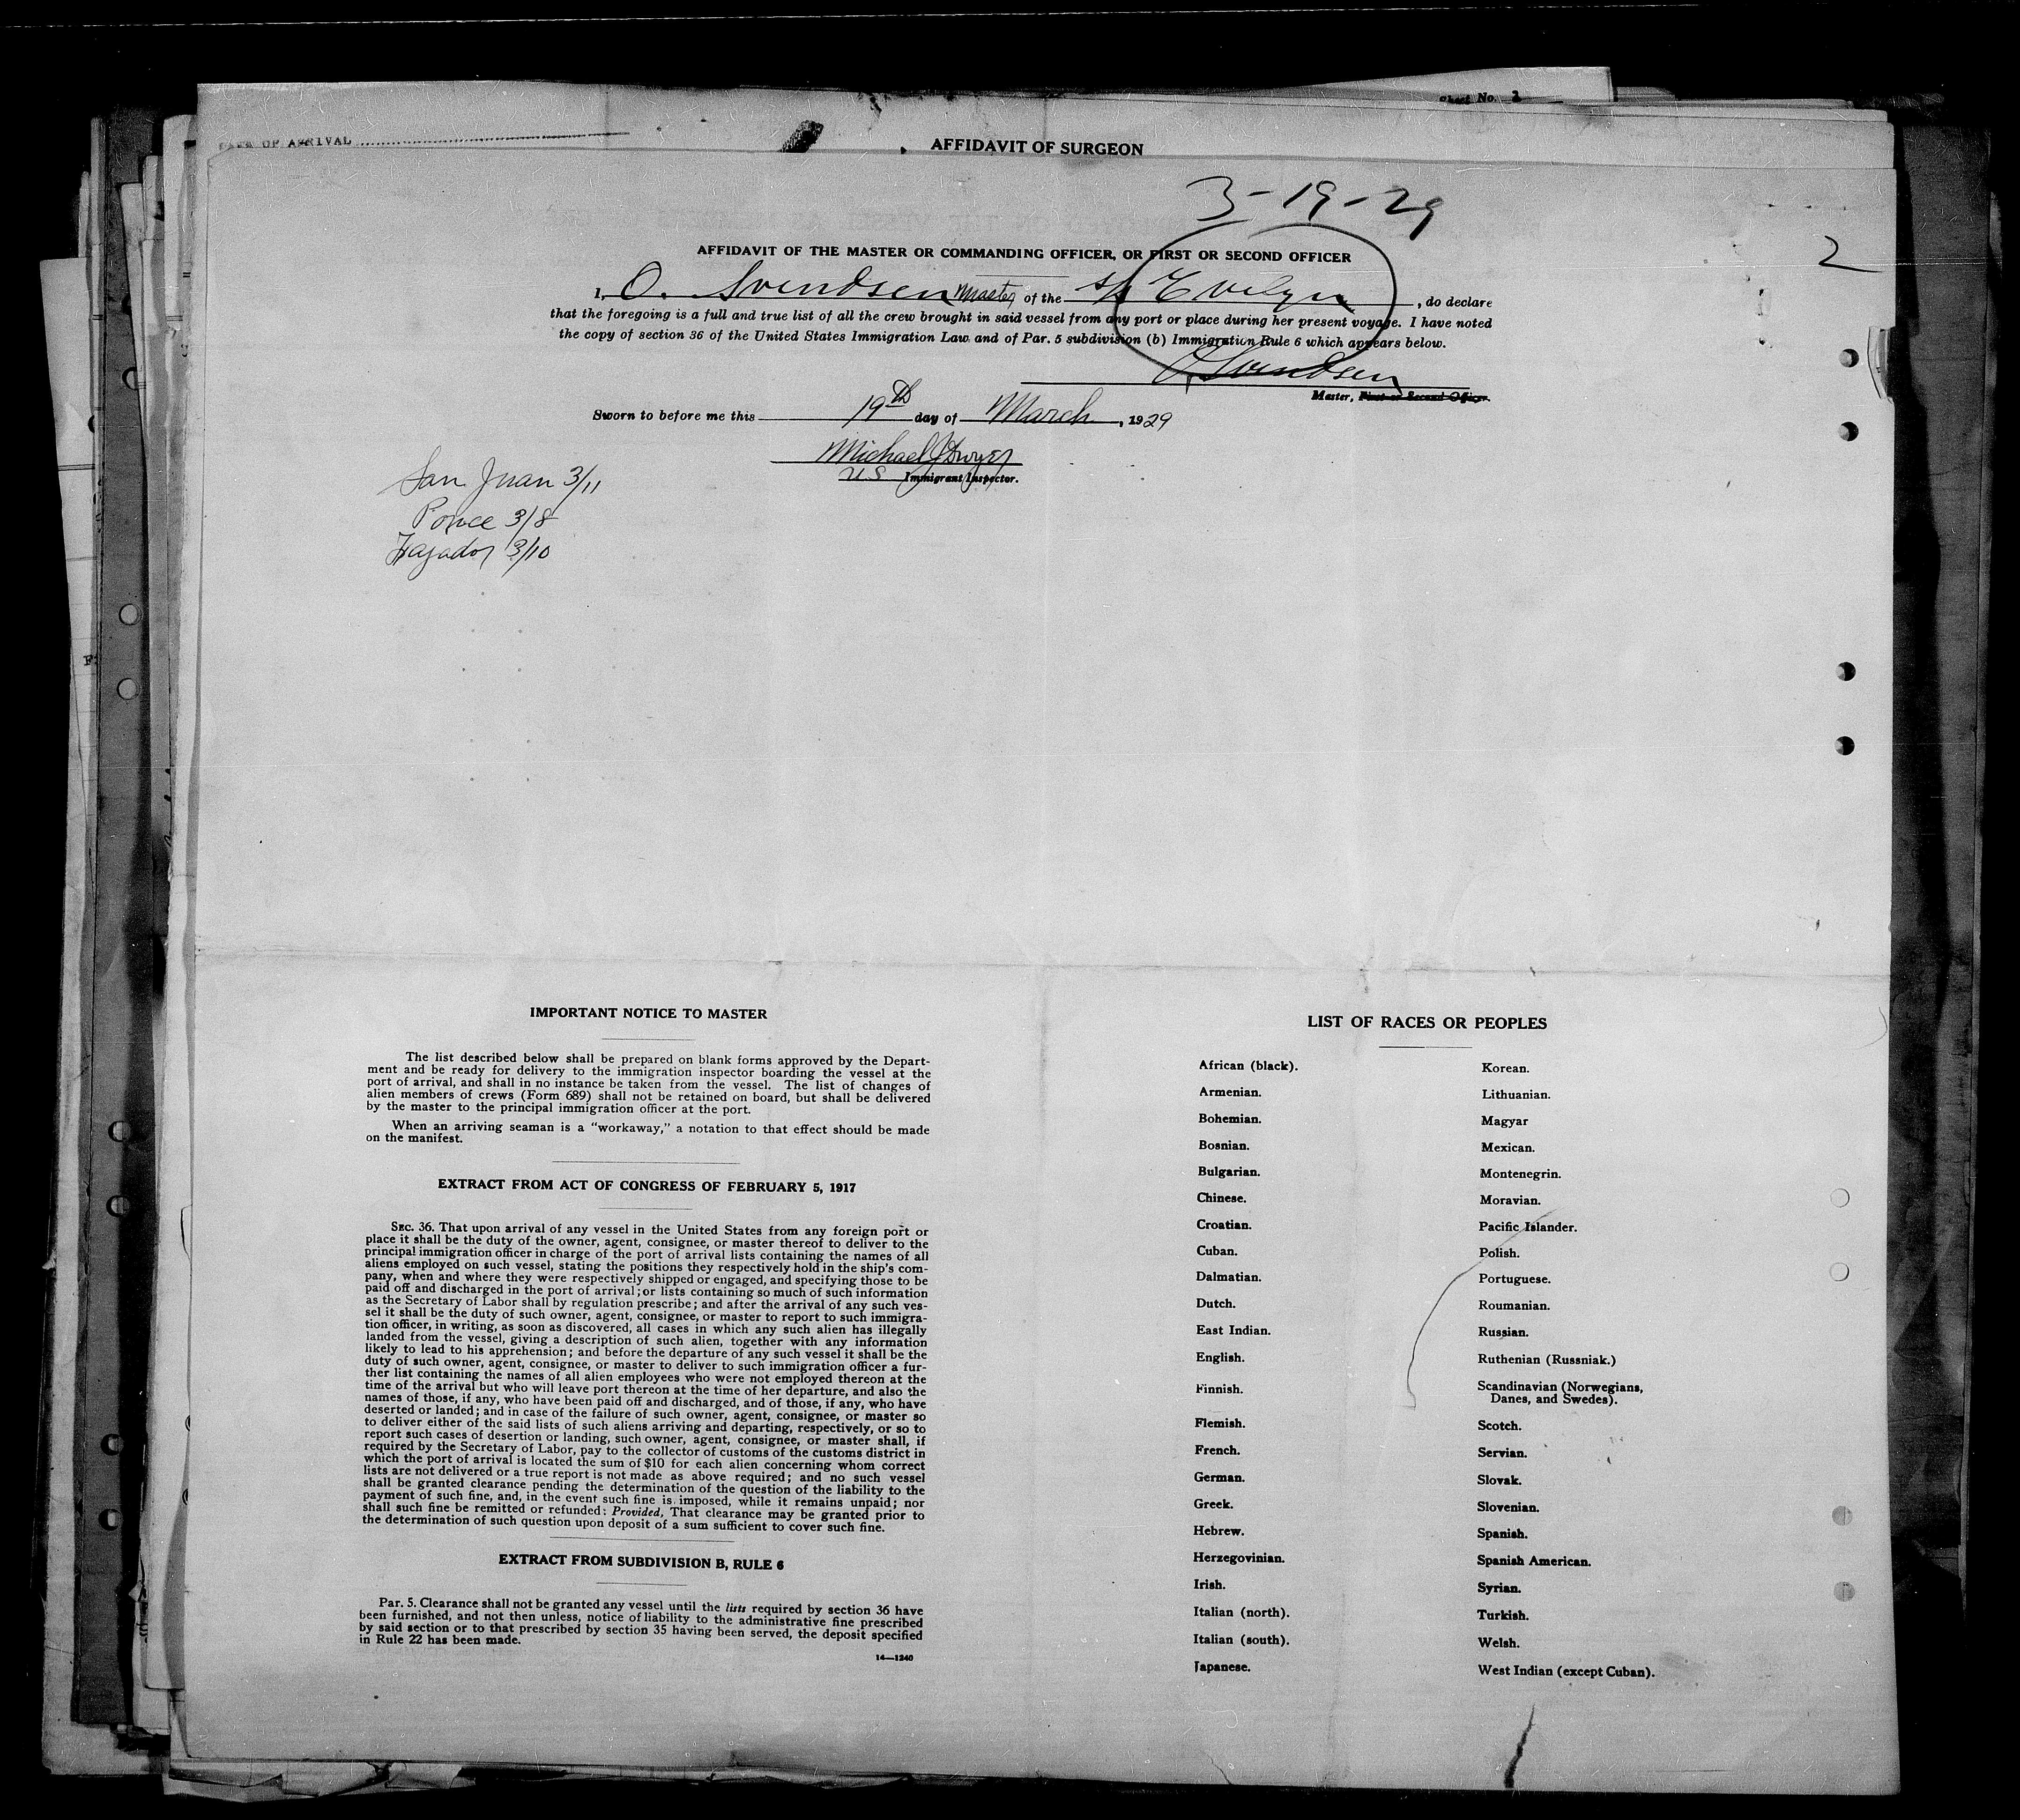 Sheet No. 2
DATE OF ARRIVAL
AFFIDAVIT OF SURGEON
3-19-29
2
AFFIDAVIT OF THE MASTER OR COMMANDING OFFICER, OR FIRST OR SECOND OFFICER
I, O. Svendsen Master of the S/S Evelyn, do declare
that the foregoing is a full and true list of all the crew brought in said vessel from any port or place during her present voyage. I have noted
the copy of section 36 of the United States Immigration Law and of Par. 5 subdivision (b) Immigration Rule 6 which appears below.
O. Svendsen
Master, First or Second Officer.
Sworn to before me this 19th day of March, 1929
Michael J Dwyer
US Immigrant Inspector.
San Juan 3/11
Ponce 3/8
Fajador 3/10
IMPORTANT NOTICE TO MASTER
The list described below shall be prepared on blank forms approved by the Depart-
ment and be ready for delivery to the immigration inspector boarding the vessel at the
port of arrival, and shall in no instance be taken from the vessel. The list of changes of
alien members of crews (Form 689) shall not be retained on board, but shall be delivered
by the master to the principal immigration officer at the port.
When an arriving seaman is a "workaway," a notation to that effect should be made
on the manifest.
EXTRACT FROM ACT OF CONGRESS OF FEBRUARY 5, 1917
SEC. 36. That upon arrival of any vessel in the United States from any foreign port or
place it shall be the duty of the owner, agent, consignee, or master thereof to deliver to the
principal immigration officer in charge of the port of arrival lists containing the names of all
aliens employed on such vessel, stating the positions they respectively hold in the ship's com-
pany, when and where they were respectively shipped or engaged, and specifying those to be
paid off and discharged in the port of arrival; or lists containing so much of such information
as the Secretary of Labor shall by regulation prescribe; and after the arrival of any such ves-
sel it shall be the duty of such owner, agent, consignee, or master to report to such immigra-
tion officer, in writing, as soon as discovered, all cases in which any such alien has illegally
landed from the vessel, giving a description of such alien, together with any information
likely to lead to his apprehension; and before the departure of any such vessel it shall be the
duty of such owner, agent, consignee, or master to deliver to such immigration officer a fur-
ther list containing the names of all alien employees who were not employed thereon at the
time of the arrival but who will leave port thereon at the time of her departure, and also the
names of those, if any, who have been paid off and discharged, and of those, if any, who have
deserted or landed; and in case of the failure of such owner, agent, consignee, or master so
to deliver either of the said lists of such aliens arriving and departing, respectively, or so to
report such cases of desertion or landing, such owner, agent, consignee, or master shall, if
required by the Secretary of Labor, pay to the collector of customs of the customs district in
which the port of arrival is located the sum of $10 for each alien concerning whom correct
lists are not delivered or a true report is not made as above required; and no such vessel
shall be granted clearance pending the determination of the question of the liability to the
payment of such fine, and, in the event such fine is imposed, while it remains unpaid; nor
shall such fine be remitted or refunded: Provided, That clearance may be granted prior to
the determination of such question upon deposit of a sum sufficient to cover such fine.
EXTRACT FROM SUBDIVISION B, RULE 6
Par. 5. Clearance shall not be granted any vessel until the lists required by section 36 have
been furnished, and not then unless, notice of liability to the administrative fine prescribed
by said section or to that prescribed by section 35 having been served, the deposit specified
in Rule 22 has been made.
14—1240
LIST OF RACES OR PEOPLES
African (black).
Armenian.
Bohemian.
Bosnian.
Bulgarian.
Chinese.
Croatian.
Cuban.
Dalmatian.
Dutch.
East Indian.
English.
Finnish.
Flemish.
French.
German.
Greek.
Hebrew.
Herzegovinian.
Irish.
Italian (north).
Italian (south).
Japanese.
Korean.
Lithuanian.
Magyar
Mexican.
Montenegrin.
Moravian.
Pacific Islander.
Polish.
Portuguese.
Roumanian.
Russian.
Ruthenian (Russniak.)
Scandinavian (Norwegians,
Danes, and Swedes).
Scotch.
Servian.
Slovak.
Slovenian.
Spanish.
Spanish American.
Syrian.
Turkish.
Welsh.
West Indian (except Cuban).